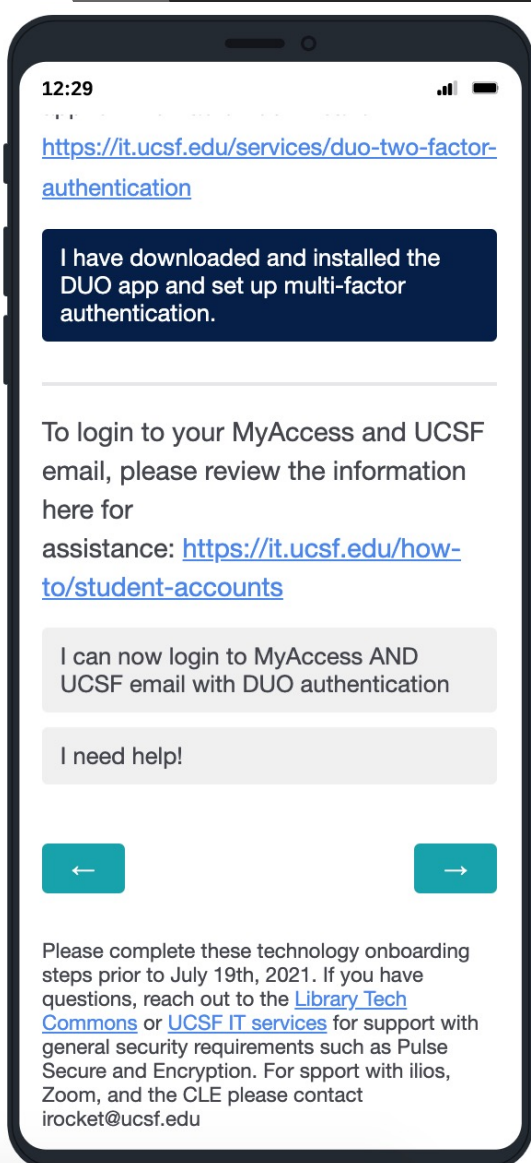 12:29
https://it.ucsf.edu/services/duo-two-factor-
authentication
I have downloaded and installed the
DUO app and set up multi-factor
authentication.
To login to your MyAccess and UCSF
email, please review the information
here for
assistance: https://it.ucsf.edu/how-
to/student-accounts
I can now login to MyAccess AND
UCSF email with DUO authentication
I need help!
←
→
Please complete these technology onboarding
steps prior to July 19th, 2021. If you have
questions, reach out to the Library Tech
Commons or UCSF IT services for support with
general security requirements such as Pulse
Secure and Encryption. For spport with ilios,
Zoom, and the CLE please contact
irocket@ucsf.edu